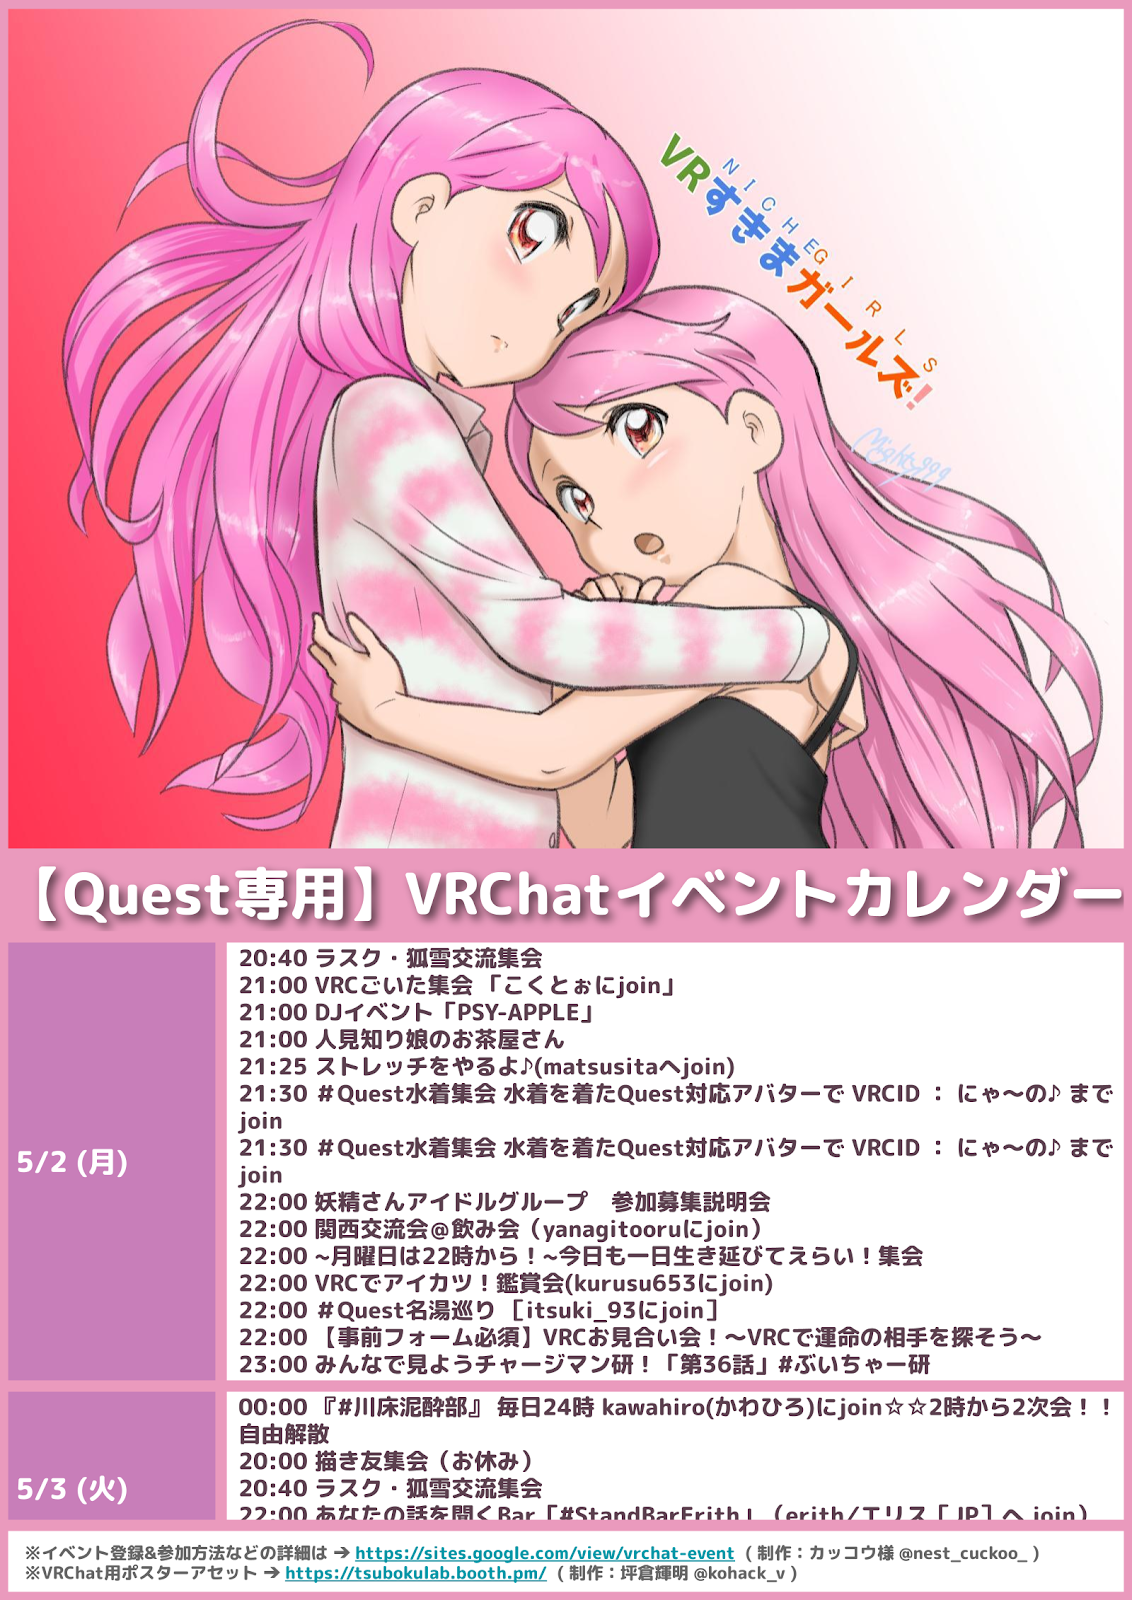 NICHE GIRLS
VRすきまガールズ!
Mighty999
【Quest専用】VRChatイベントカレンダー
5/2 (月)
20:40 ラスク・狐雪交流集会
21:00 VRCごいた集会 「こくとぉにjoin」
21:00 DJイベント「PSY-APPLE」
21:00 人見知り娘のお茶屋さん
21:25 ストレッチをやるよ♪(matsusitaへjoin)
21:30 #Quest水着集会 水着を着たQuest対応アバターで VRCID : にゃ〜の♪ まで
join
21:30 #Quest水着集会 水着を着たQuest対応アバターで VRCID : にゃ〜の♪ まで
join
22:00 妖精さんアイドルグループ　参加募集説明会
22:00 関西交流会@飲み会（yanagitooruにjoin）
22:00 ~月曜日は22時から！~今日も一日生き延びてえらい！集会
22:00 VRCでアイカツ！鑑賞会(kurusu653にjoin)
22:00 #Quest名湯巡り ［itsuki_93にjoin］
22:00 【事前フォーム必須】VRCお見合い会！〜VRCで運命の相手を探そう〜
23:00 みんなで見ようチャージマン研！「第36話」#ぶいちゃー研
5/3 (火)
00:00 『#川床泥酔部』 毎日24時 kawahiro(かわひろ)にjoin☆☆2時から2次会！！
自由解散
20:00 描き友集会（お休み）
20:40 ラスク・狐雪交流集会
22:00 あなたの話を聞くBar「#StandBarErith」（erith/エリス「JP］へ join）
※イベント登録&参加方法などの詳細は ➔ https://sites.google.com/view/vrchat-event ( 制作：カッコウ様 @nest_cuckoo_ )
※VRChat用ポスターアセット ➔ https://tsubokulab.booth.pm/ ( 制作：坪倉輝明 @kohack_v )